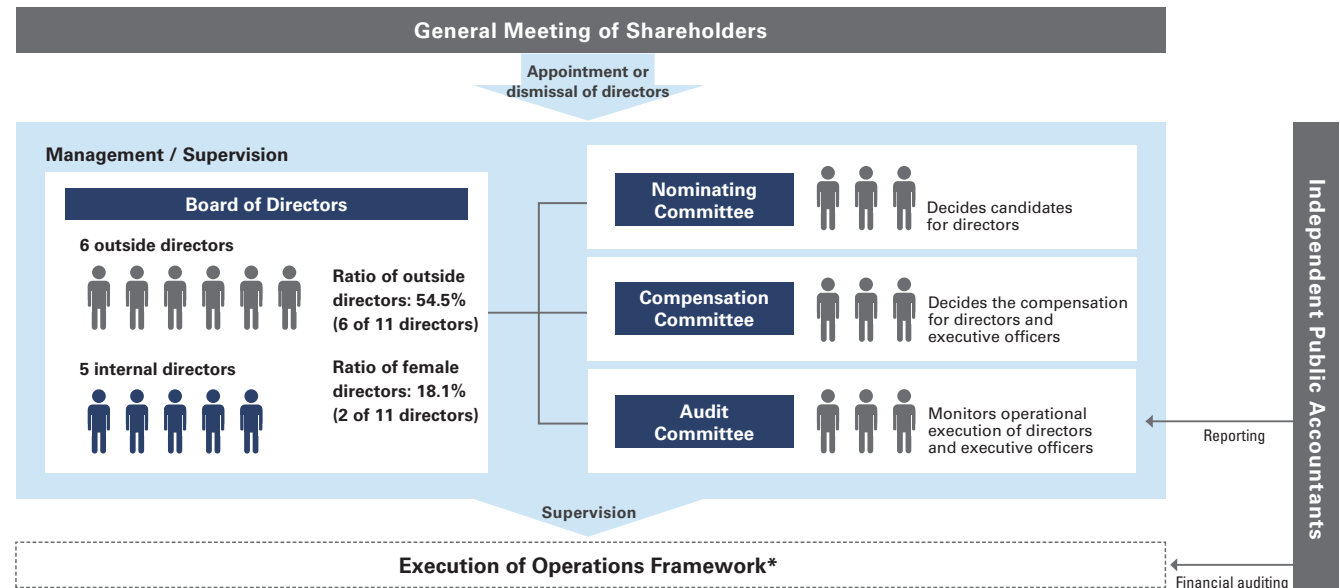 General Meeting of Shareholders
Appointment or
dismissal of directors
Management / Supervision
Board of Directors
6 outside directors
Ratio of outside
directors: 54.5%
(6 of 11 directors)
5 internal directors
Ratio of female
directors: 18.1%
(2 of 11 directors)
Nominating
Committee
Decides candidates
for directors
Compensation
Committee
Decides the compensation
for directors and
executive officers
Audit
Committee
Monitors operational
execution of directors
and executive officers
Reporting
Independent Public Accountants
Supervision
Execution of Operations Framework*
Financial auditing